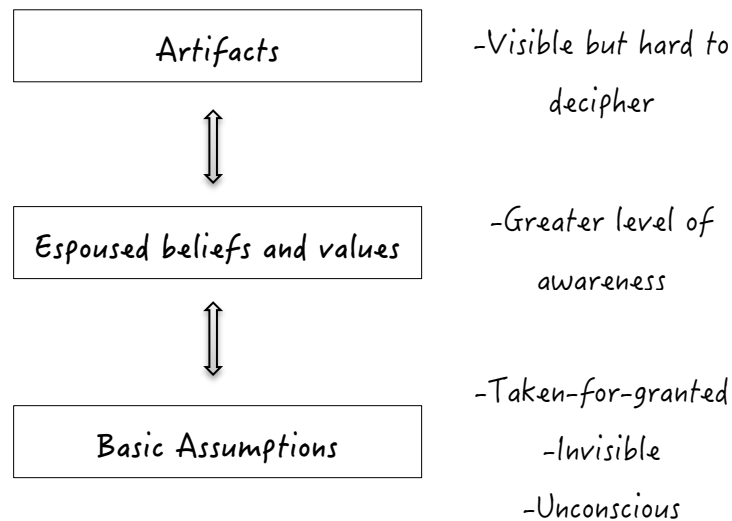 Artifacts
-Visible but hard to
decipher
Espoused beliefs and values
-Greater level of
awareness
Basic Assumptions
-Taken-for-granted
-Invisible
-Unconscious